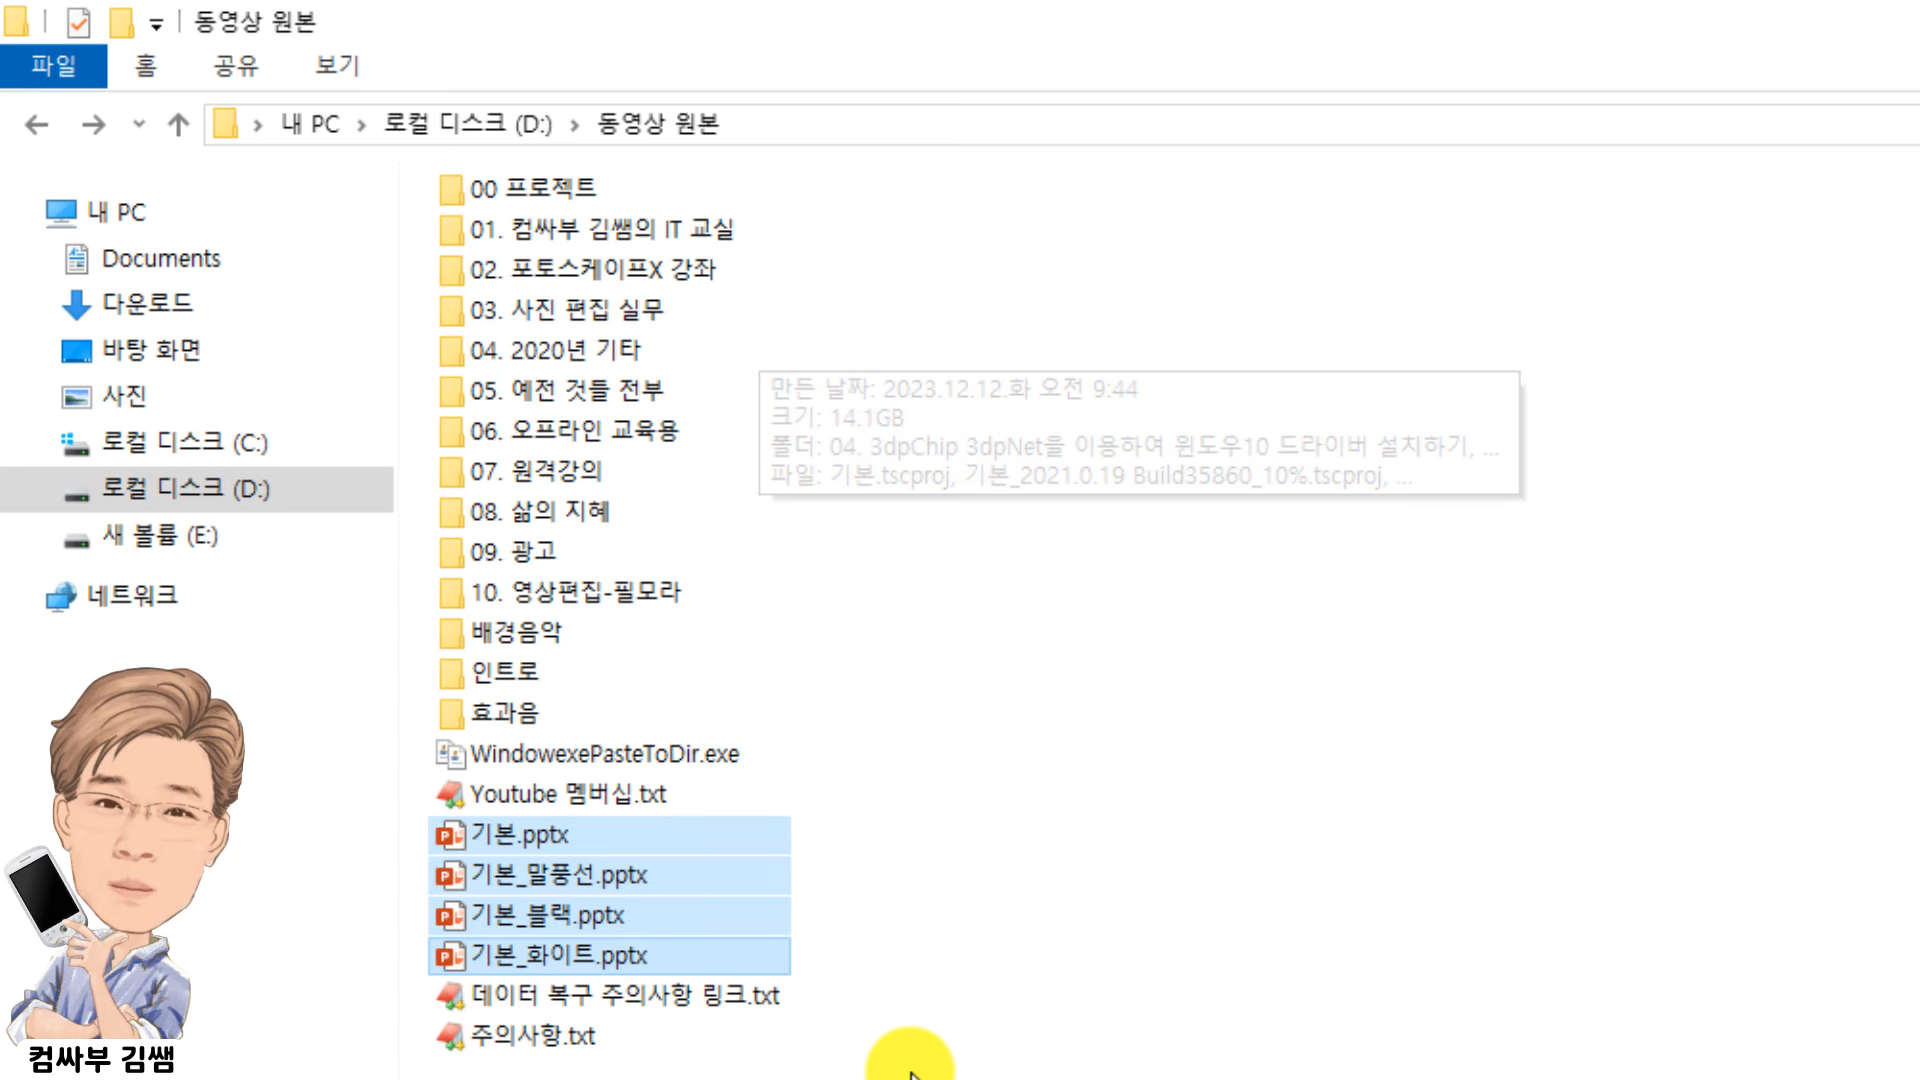 동영상 원본
파일 홈 공유 보기
내 PC > 로컬 디스크 (D:) > 동영상 원본
내 PC
Documents
다운로드
바탕 화면
사진
로컬 디스크 (C:)
로컬 디스크 (D:)
새 볼륨 (E:)
네트워크
00 프로젝트
01. 컴싸부 김쌤의 IT 교실
02. 포토스케이프X 강좌
03. 사진 편집 실무
04. 2020년 기타
05. 예전 것들 전부
06. 오프라인 교육용
07. 원격강의
08. 삶의 지혜
09. 광고
10. 영상편집-필모라
배경음악
인트로
효과음
WindowexePasteToDir.exe
Youtube 멤버십.txt
기본.pptx
기본_말풍선.pptx
기본_블랙.pptx
기본_화이트.pptx
데이터 복구 주의사항 링크.txt
주의사항.txt
만든 날짜: 2023.12.12.화 오전 9:44
크기: 14.1GB
폴더: 04. 3dpChip 3dpNet을 이용하여 윈도우10 드라이버 설치하기, ...
파일: 기본.tscproj, 기본_2021.0.19 Build35860_10%.tscproj, ...
컴싸부 김쌤